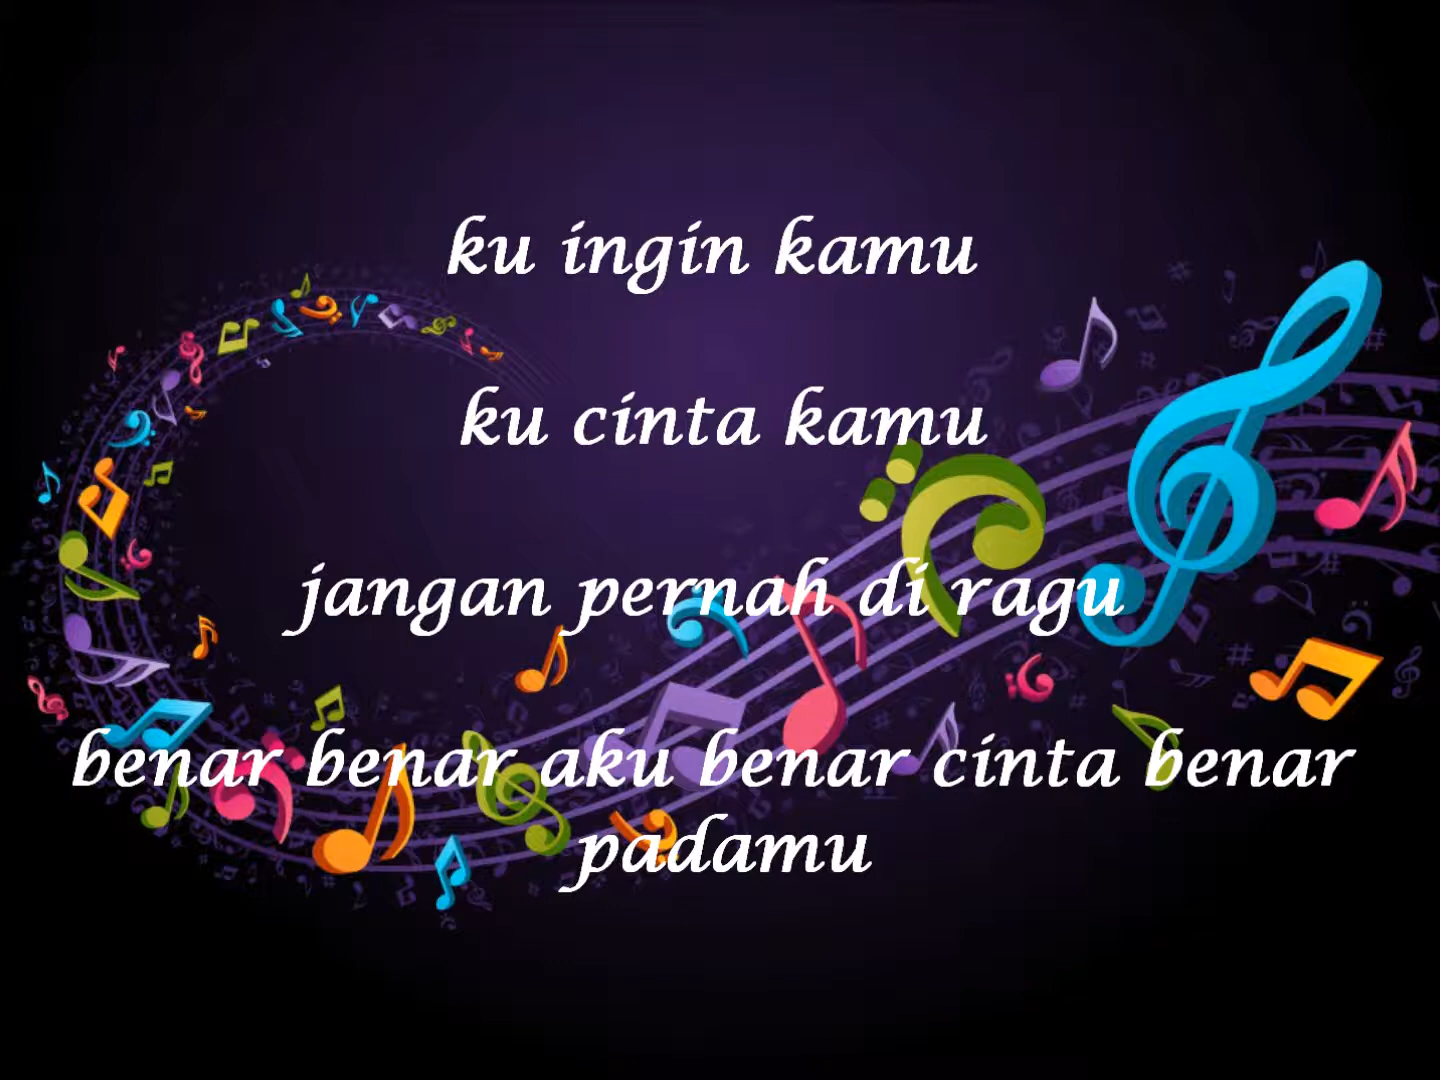 ku ingin kamu
ku cinta kamu
jangan pernah di ragu
benar benar aku benar cinta benar
padamu